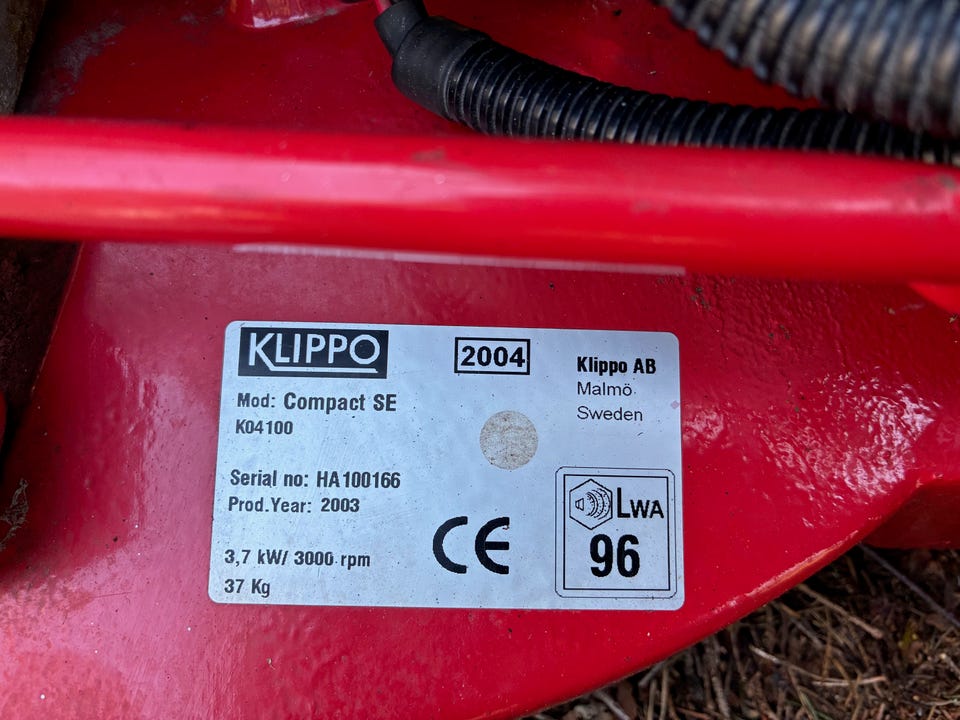 KLIPPO
2004
Klippo AB
Malmö
Sweden
Mod: Compact SE
K04100
Serial no: HA100166
Prod.Year: 2003
3,7 kW/ 3000 rpm
37 Kg
CE
LWA
96